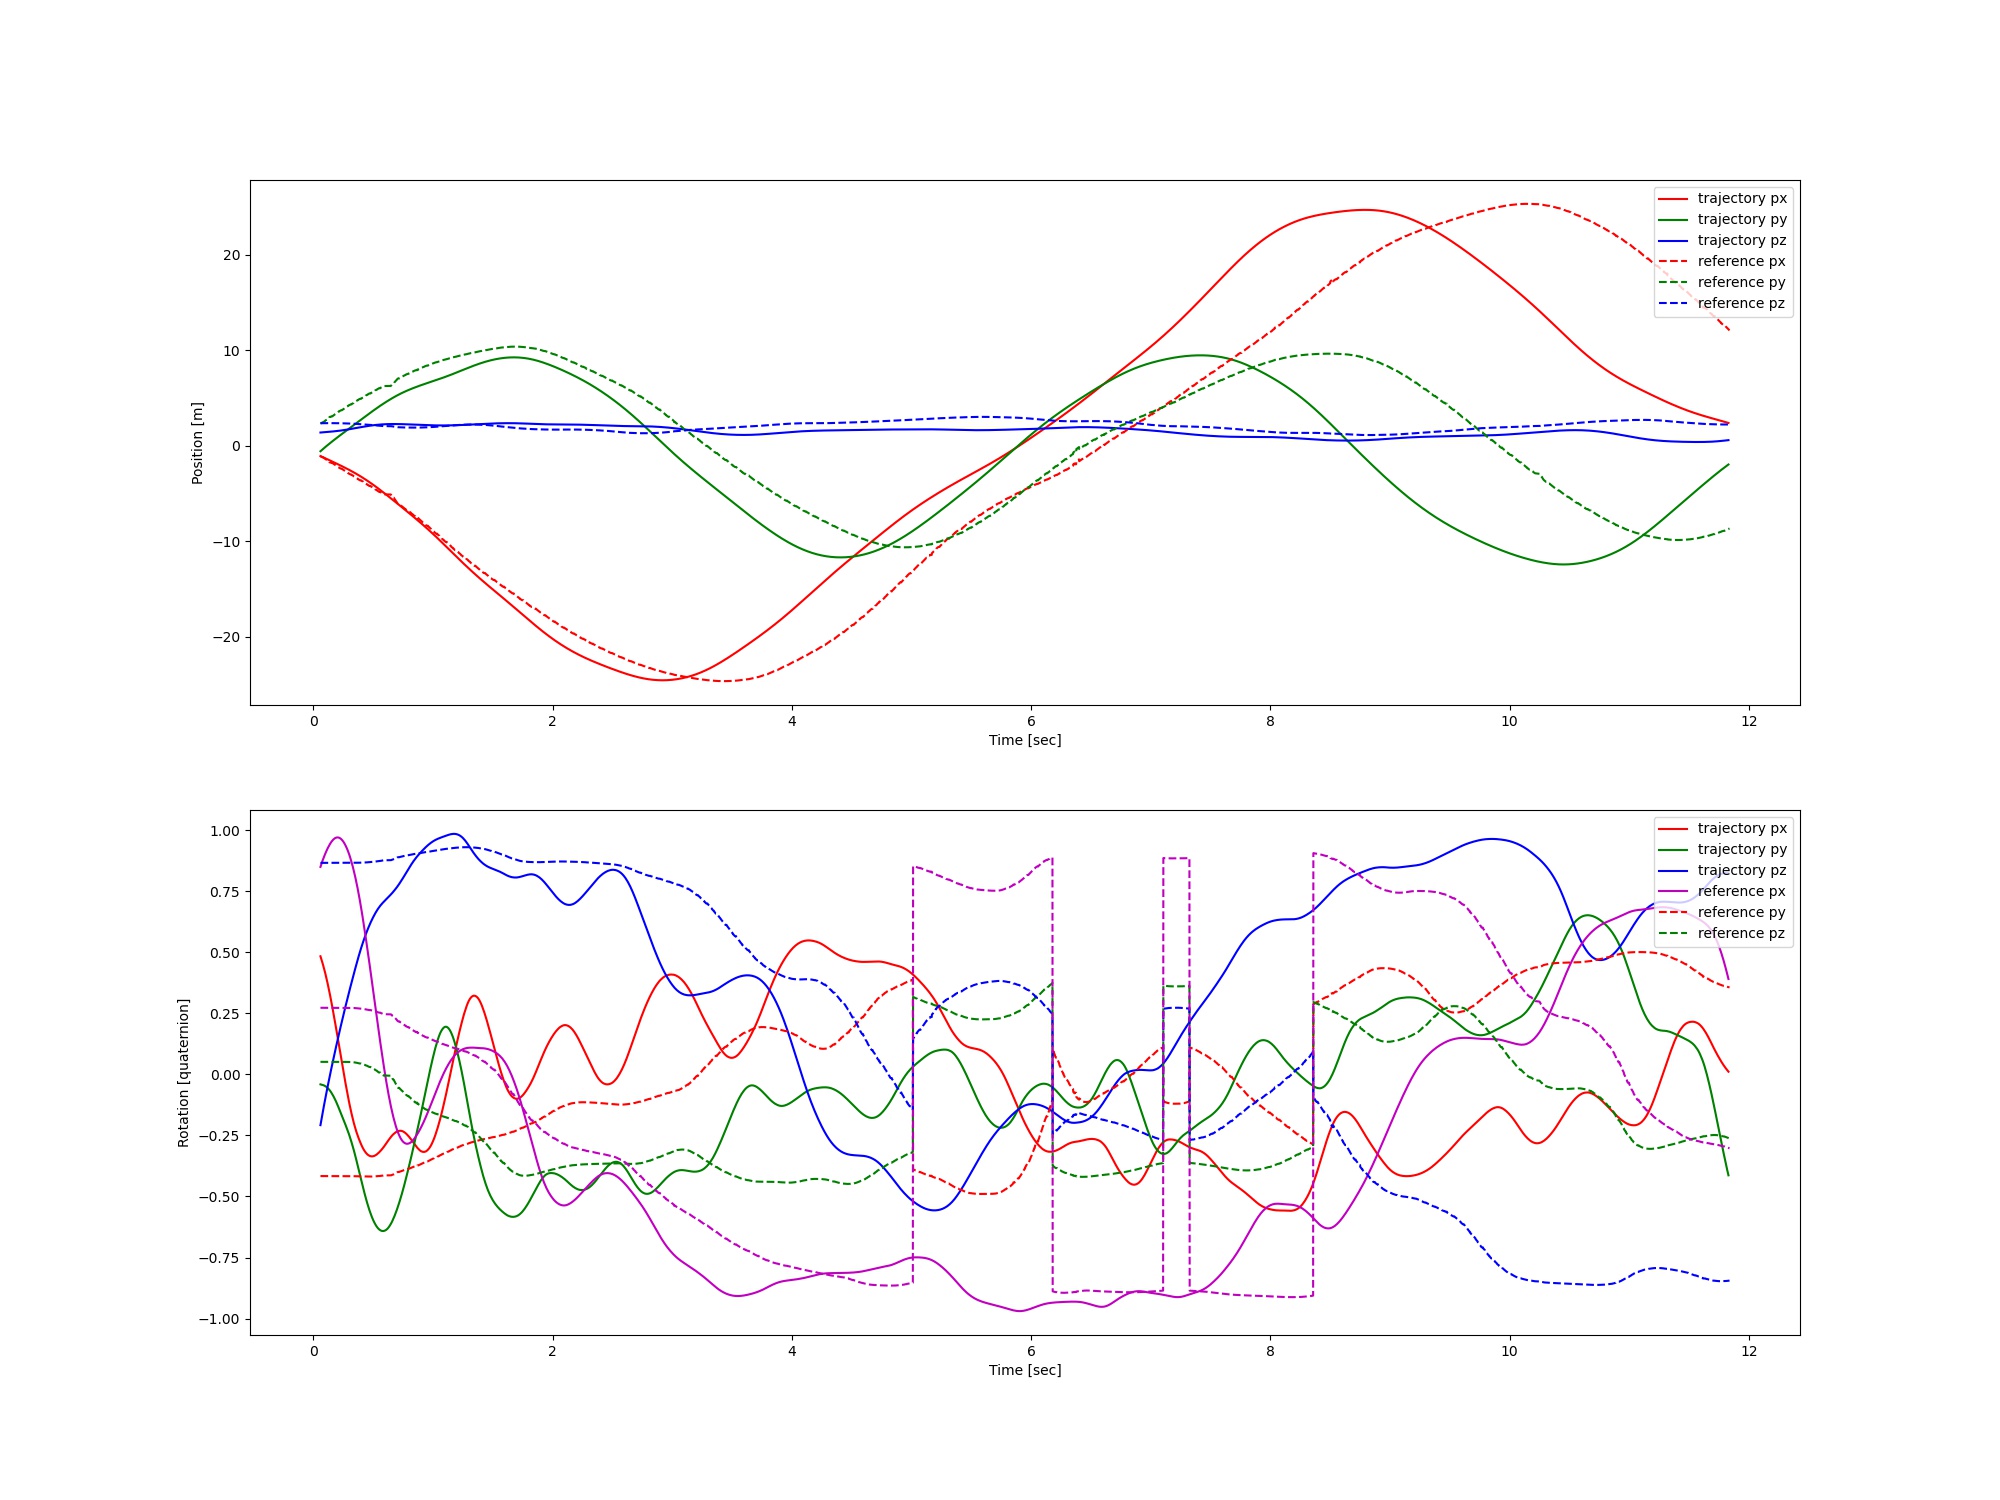 20
10
0
−10
−20
Position [m]
trajectory px
trajectory py
trajectory pz
reference px
reference py
reference pz
0 2 4 6 8 10 12
Time [sec]
1.00
0.75
0.50
0.25
0.00
−0.25
−0.50
−0.75
−1.00
Rotation [quaternion]
trajectory px
trajectory py
trajectory pz
reference px
reference py
reference pz
0 2 4 6 8 10 12
Time [sec]